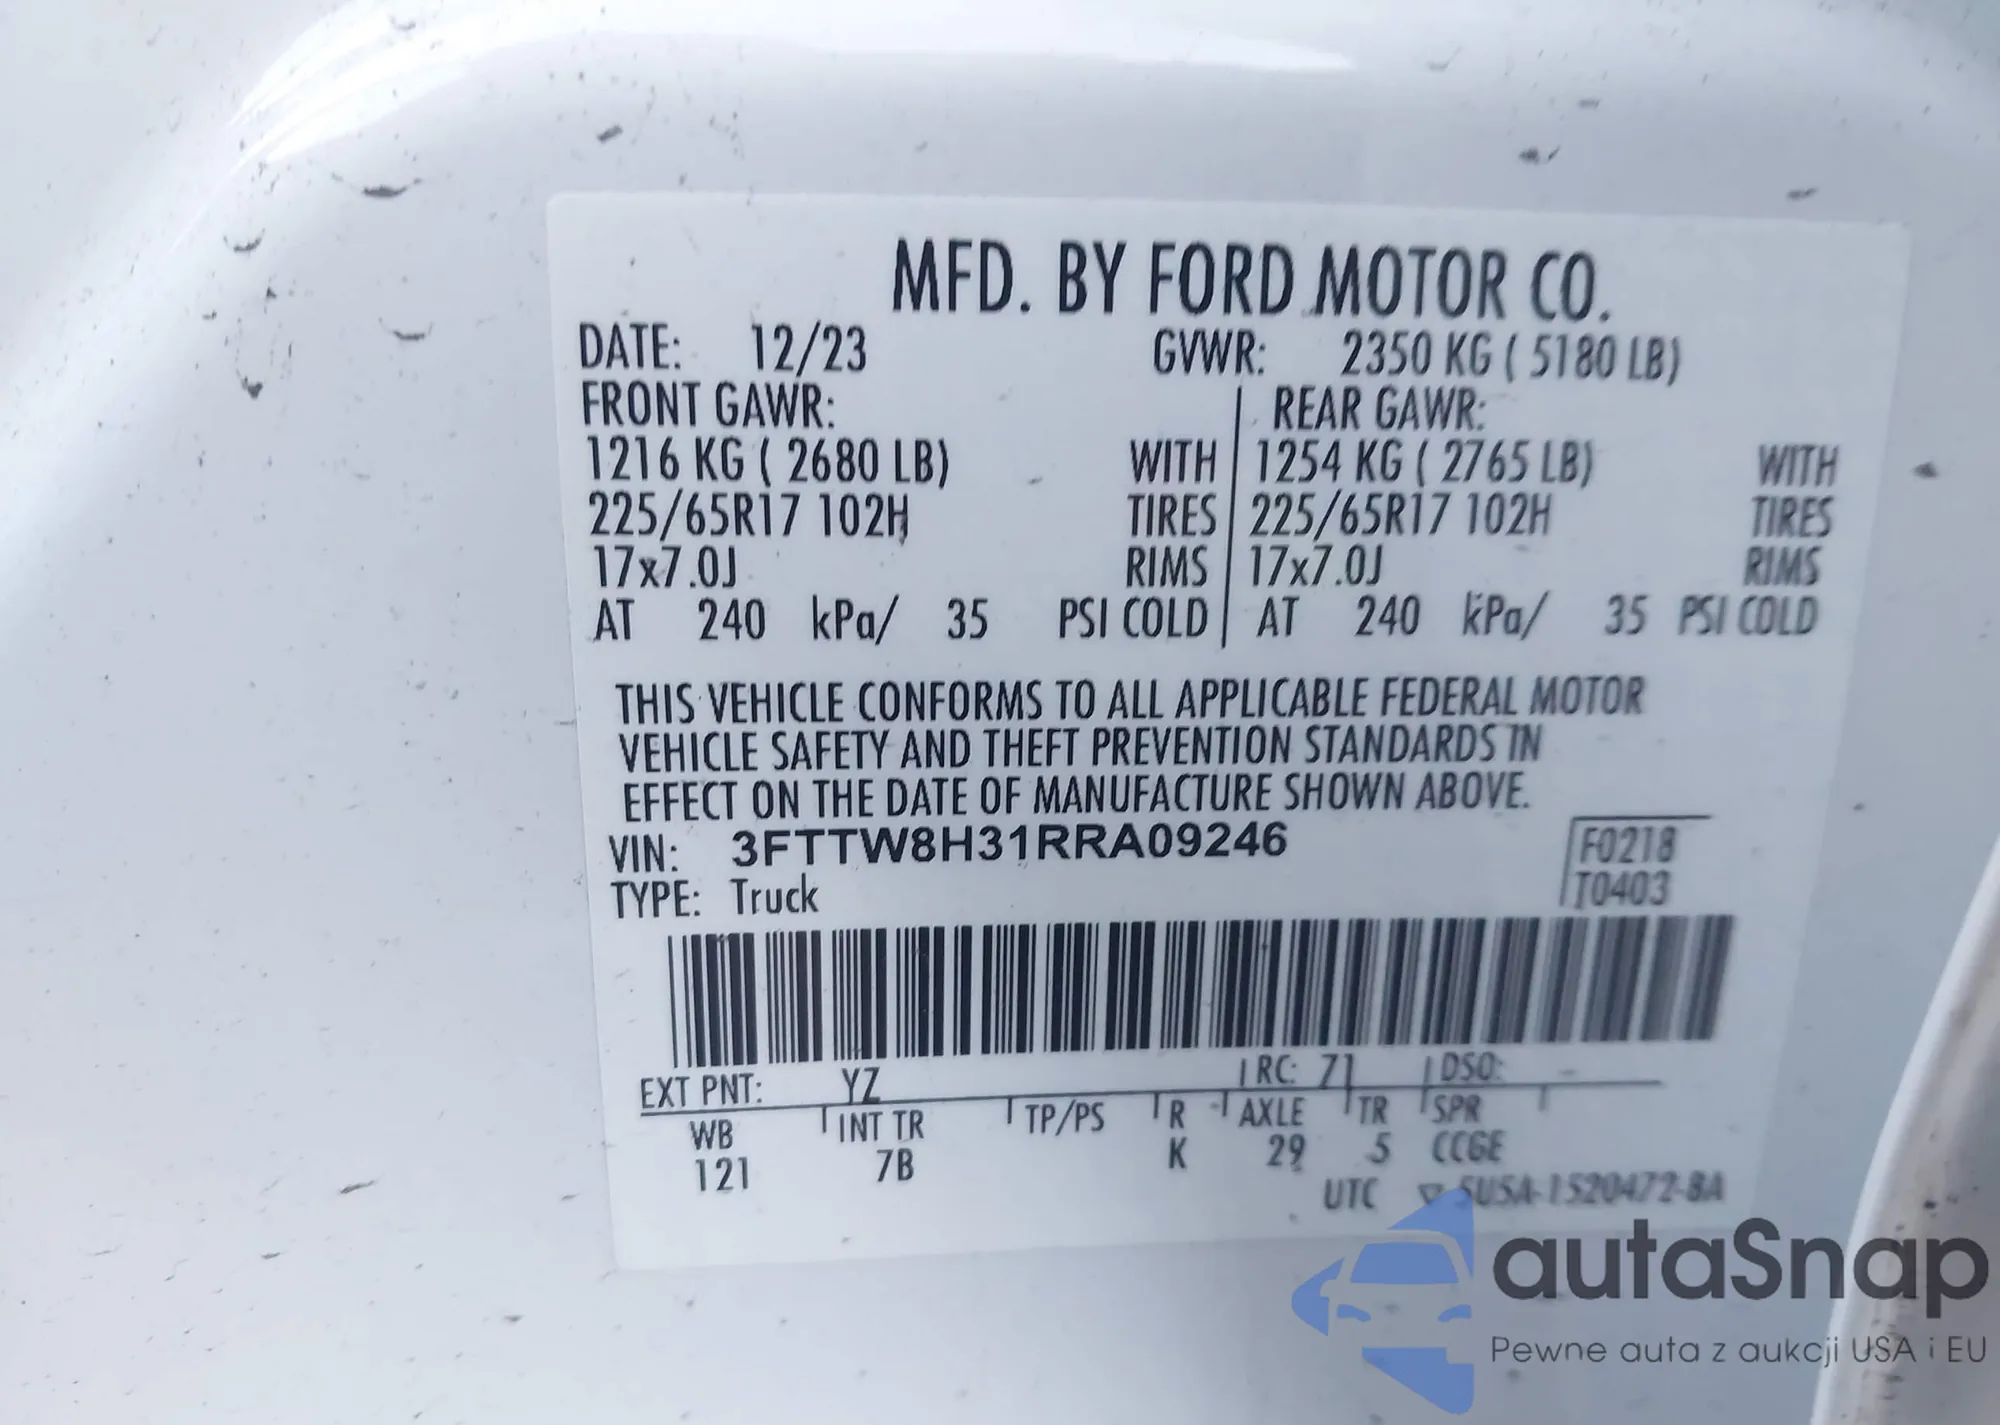 MFD. BY FORD MOTOR CO.
DATE: 12/23 GVWR: 2350 KG ( 5180 LB)
FRONT GAWR: REAR GAWR:
1216 KG ( 2680 LB) WITH 1254 KG ( 2765 LB) WITH
225/65R17 102H TIRES 225/65R17 102H TIRES
17x7.0J RIMS 17x7.0J RIMS
AT 240 kPa/ 35 PSI COLD AT 240 kPa/ 35 PSI COLD
THIS VEHICLE CONFORMS TO ALL APPLICABLE FEDERAL MOTOR
VEHICLE SAFETY AND THEFT PREVENTION STANDARDS IN
EFFECT ON THE DATE OF MANUFACTURE SHOWN ABOVE.
VIN: 3FTTW8H31RRA09246 F0218
TYPE: Truck T0403
EXT PNT: YZ RC: 71 DSO:
WB INT TR TP/PS R AXLE TR SPR
121 7B K 29 5 CCGE
UTC 5U5A-1520472-BA
autaSnap
Pewne auta z aukcji USA i EU